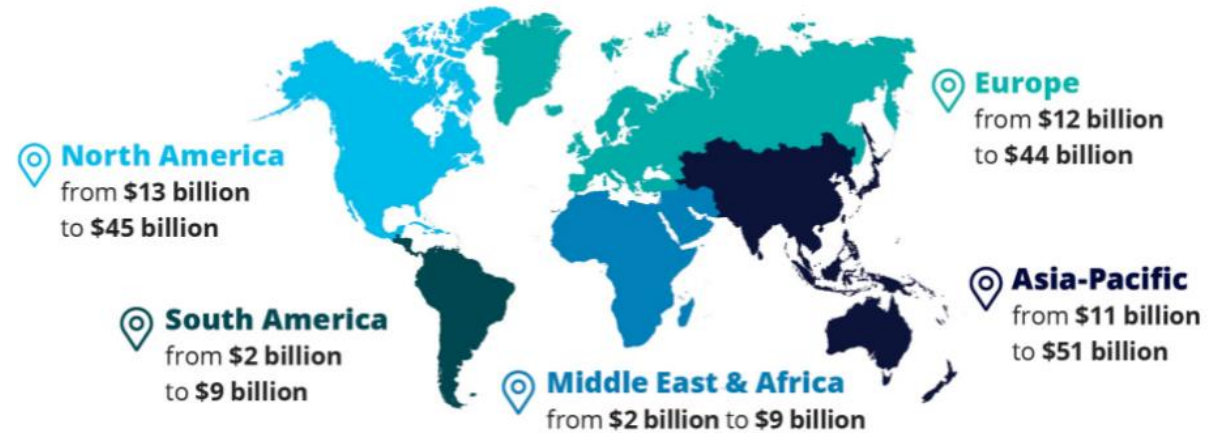 Europe
from $12 billion
to $44 billion
North America
from $13 billion
to $45 billion
Asia-Pacific
from $11 billion
to $51 billion
South America
from $2 billion
to $9 billion
Middle East & Africa
from $2 billion to $9 billion